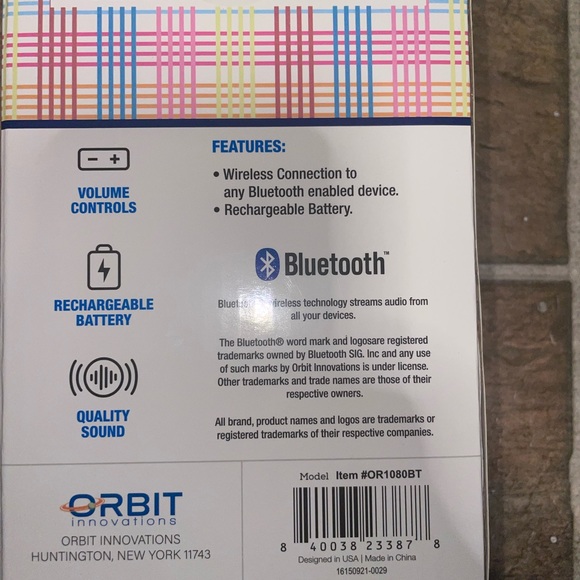 VOLUME
CONTROLS
RECHARGEABLE
BATTERY
QUALITY
SOUND
FEATURES:
• Wireless Connection to
any Bluetooth enabled device.
• Rechargeable Battery.
Bluetooth™
wireless technology streams audio from
all your devices.
The Bluetooth® word mark and logosare registered
trademarks owned by Bluetooth SIG. Inc and any use
of such marks by Orbit Innovations is under license.
Other trademarks and trade names are those of their
respective owners.
All brand, product names and logos are trademarks or
registered trademarks of their respective companies.
ORBIT
innovations
ORBIT INNOVATIONS
HUNTINGTON, NEW YORK 11743
Model Item #OR1080BT
8 40038 23387 8
Designed in USA | Made in China
16150921-0029